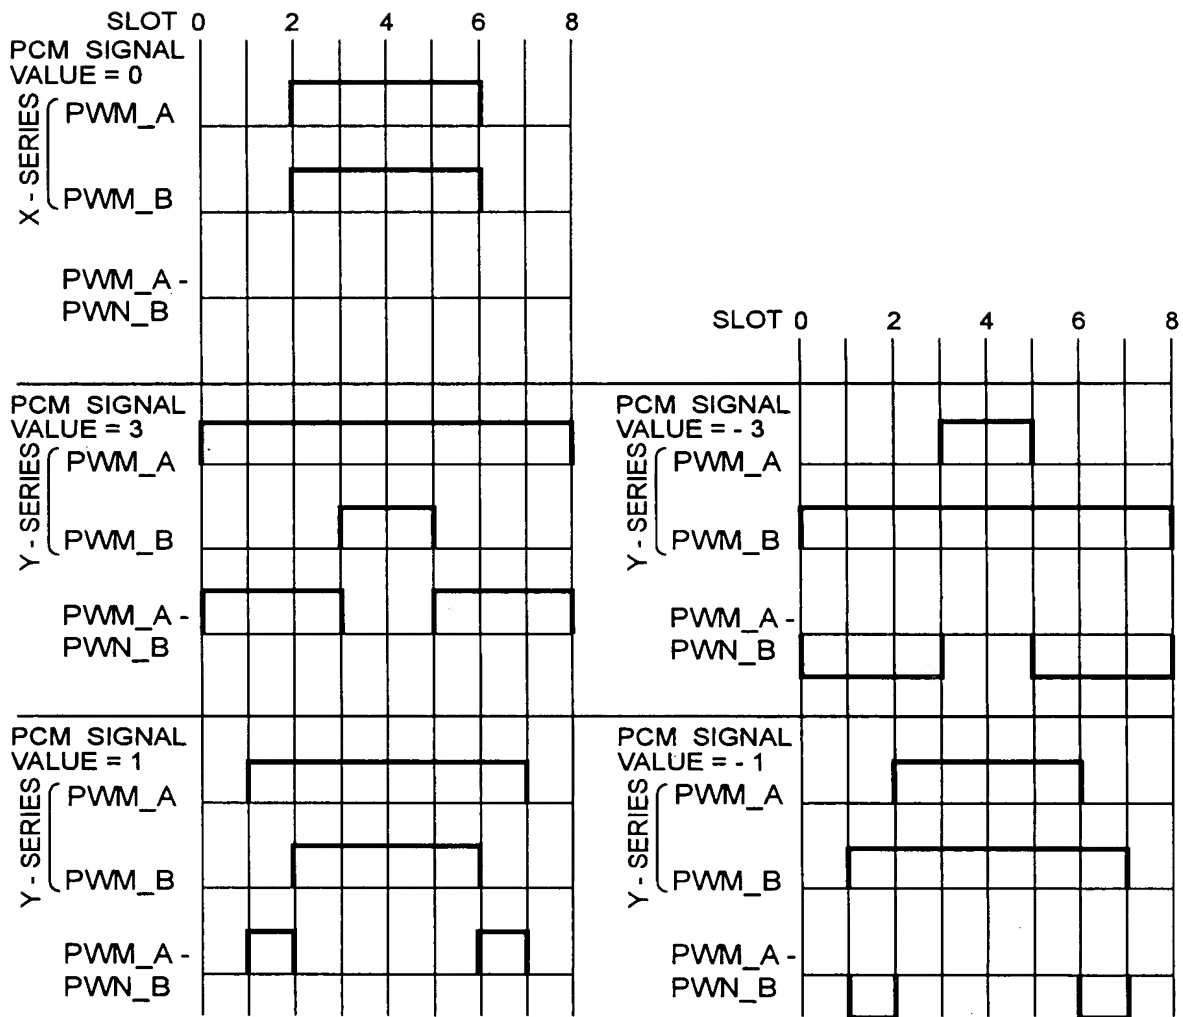 SLOT 0 2 4 6 8
PCM SIGNAL
VALUE = 0
X - SERIES
PWM_A
PWM_B
PWM_A -
PWN_B
SLOT 0 2 4 6 8
PCM SIGNAL
VALUE = 3
Y - SERIES
PWM_A
PWM_B
PWM_A -
PWN_B
PCM SIGNAL
VALUE = - 3
Y - SERIES
PWM_A
PWM_B
PWM_A -
PWN_B
PCM SIGNAL
VALUE = 1
Y - SERIES
PWM_A
PWM_B
PWM_A -
PWN_B
PCM SIGNAL
VALUE = - 1
Y - SERIES
PWM_A
PWM_B
PWM_A -
PWN_B